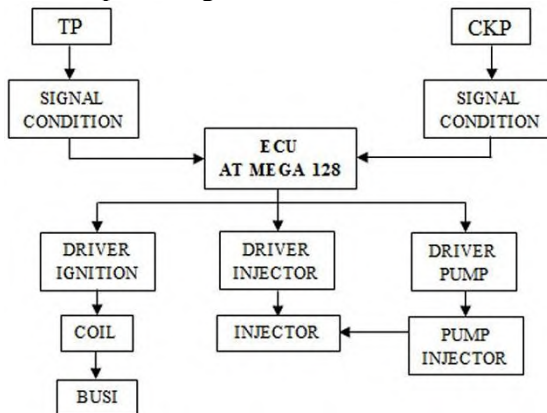 TP
CKP
SIGNAL
CONDITION
SIGNAL
CONDITION
ECU
AT MEGA 128
DRIVER
IGNITION
DRIVER
INJECTOR
DRIVER
PUMP
COIL
INJECTOR
PUMP
INJECTOR
BUSI